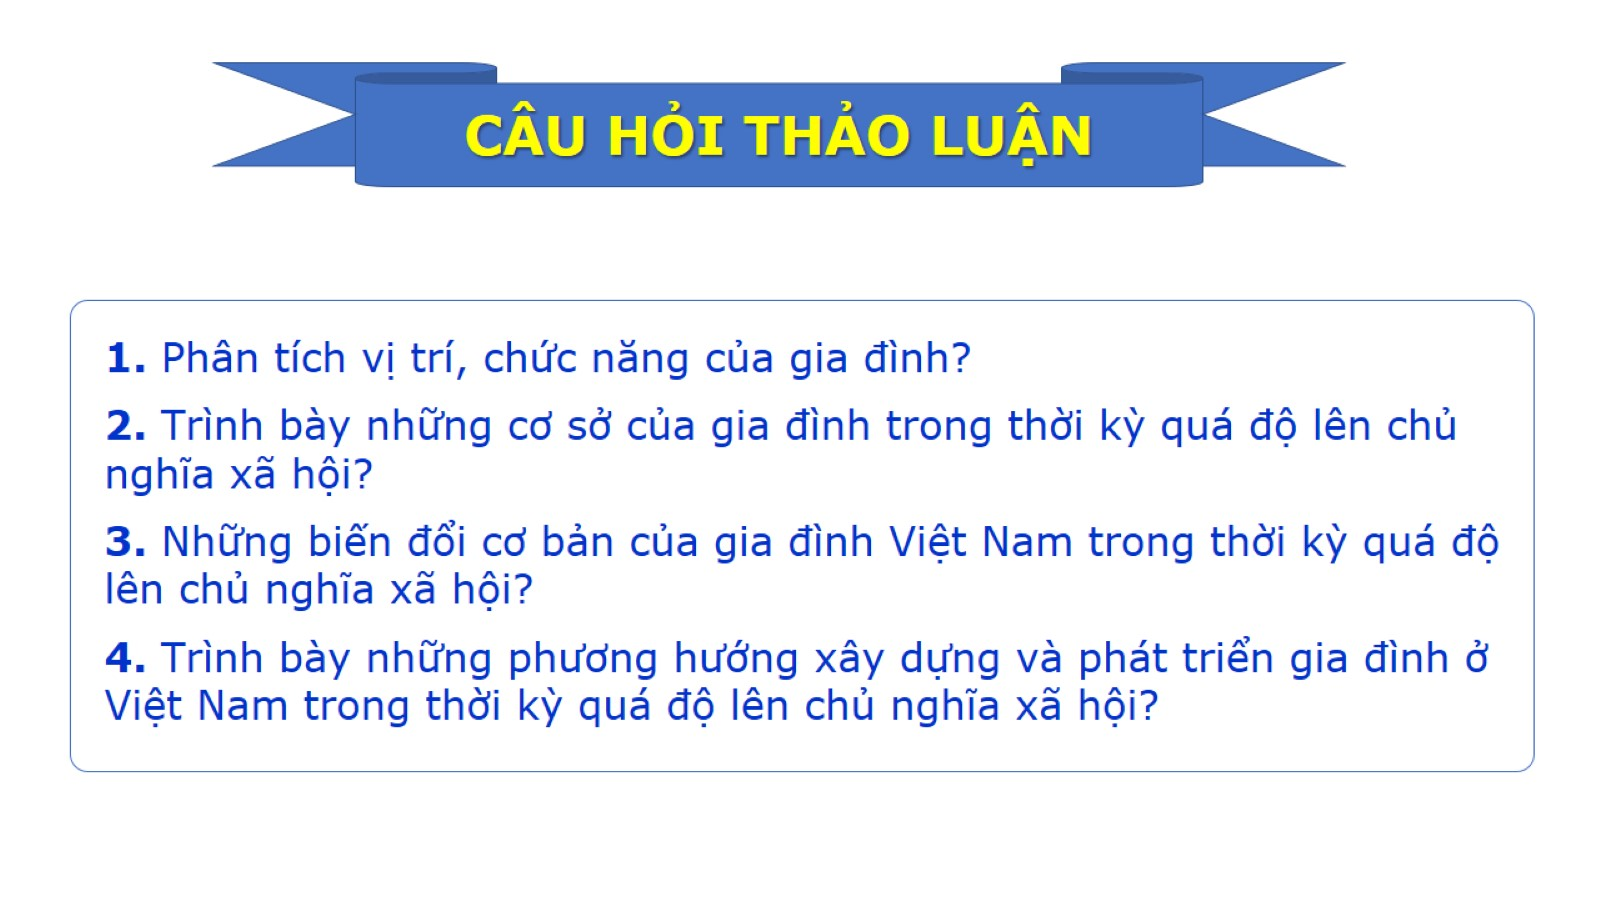 CÂU HỎI THẢO LUẬN
1. Phân tích vị trí, chức năng của gia đình?
2. Trình bày những cơ sở của gia đình trong thời kỳ quá độ lên chủ
nghĩa xã hội?
3. Những biến đổi cơ bản của gia đình Việt Nam trong thời kỳ quá độ
lên chủ nghĩa xã hội?
4. Trình bày những phương hướng xây dựng và phát triển gia đình ở
Việt Nam trong thời kỳ quá độ lên chủ nghĩa xã hội?